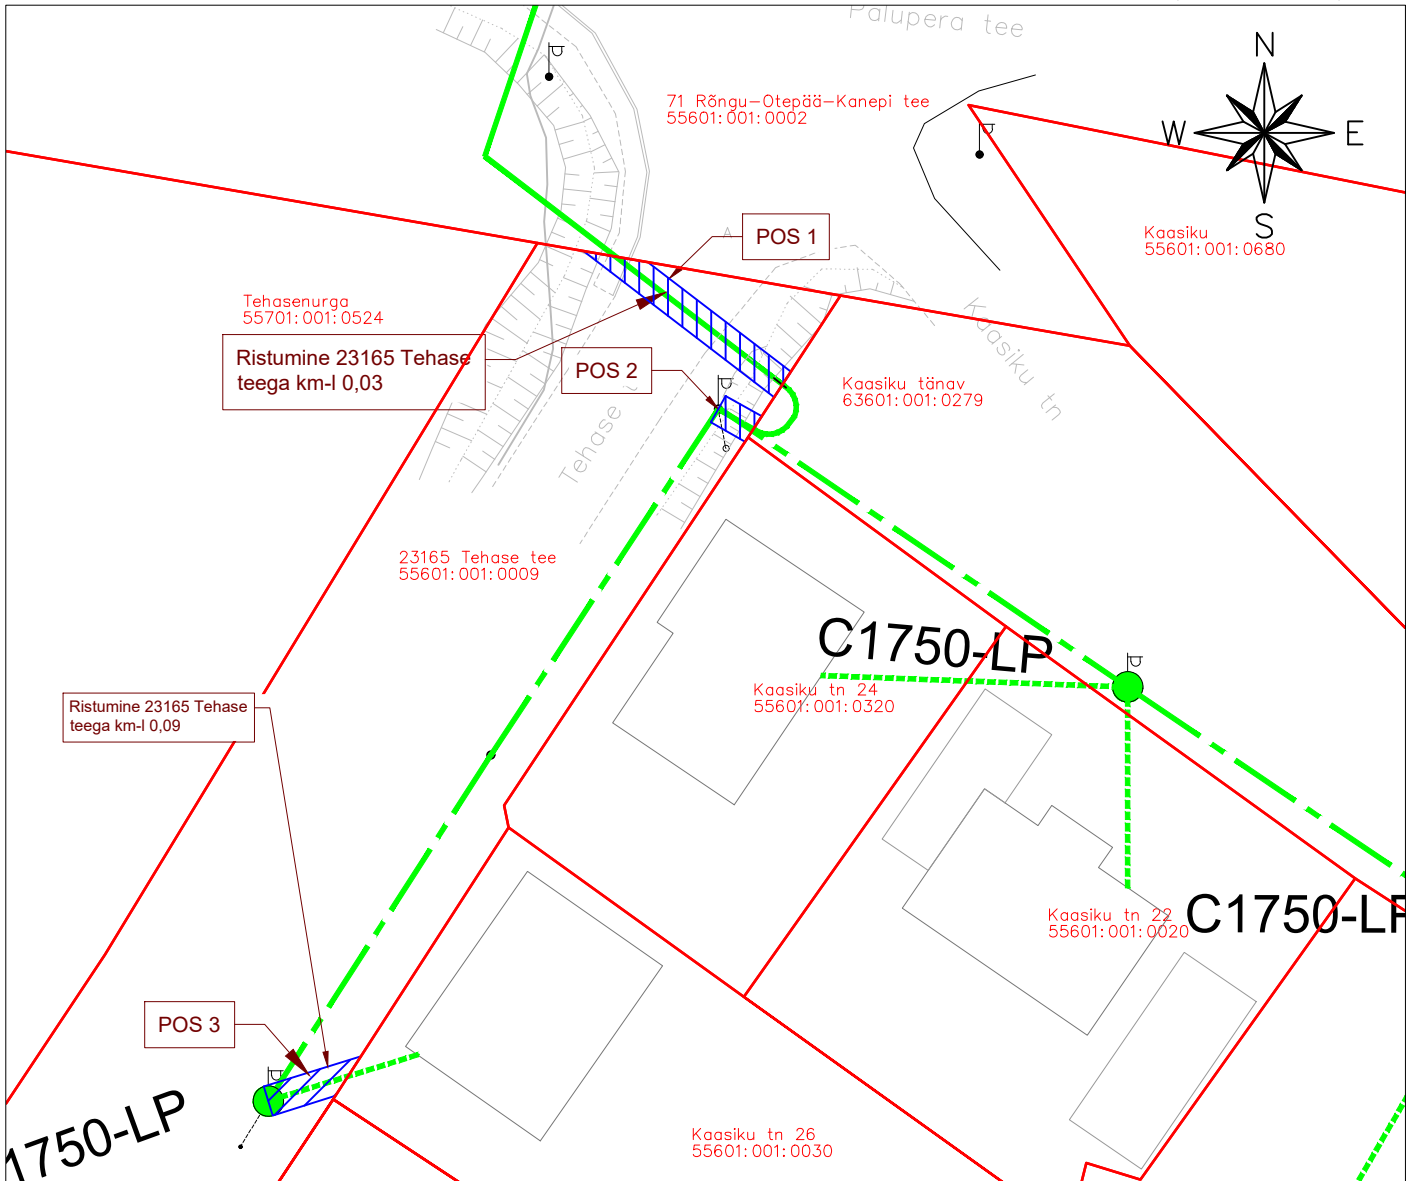 Palupera tee
N
W
E
S
71 Rõngu-Otepää-Kanepi tee
55601:001:0002
Kaasiku
55601:001:0680
POS 1
Tehasenurga
55701:001:0524
Ristumine 23165 Tehase
teega km-l 0,03
POS 2
Kaasiku tn
Kaasiku tänav
63601:001:0279
Tehase
23165 Tehase tee
55601:001:0009
C1750-LP
Kaasiku tn 24
55601:001:0320
Ristumine 23165 Tehase
teega km-l 0,09
Kaasiku tn 22
55601:001:0020
C1750-LP
POS 3
1750-LP
Kaasiku tn 26
55601:001:0030